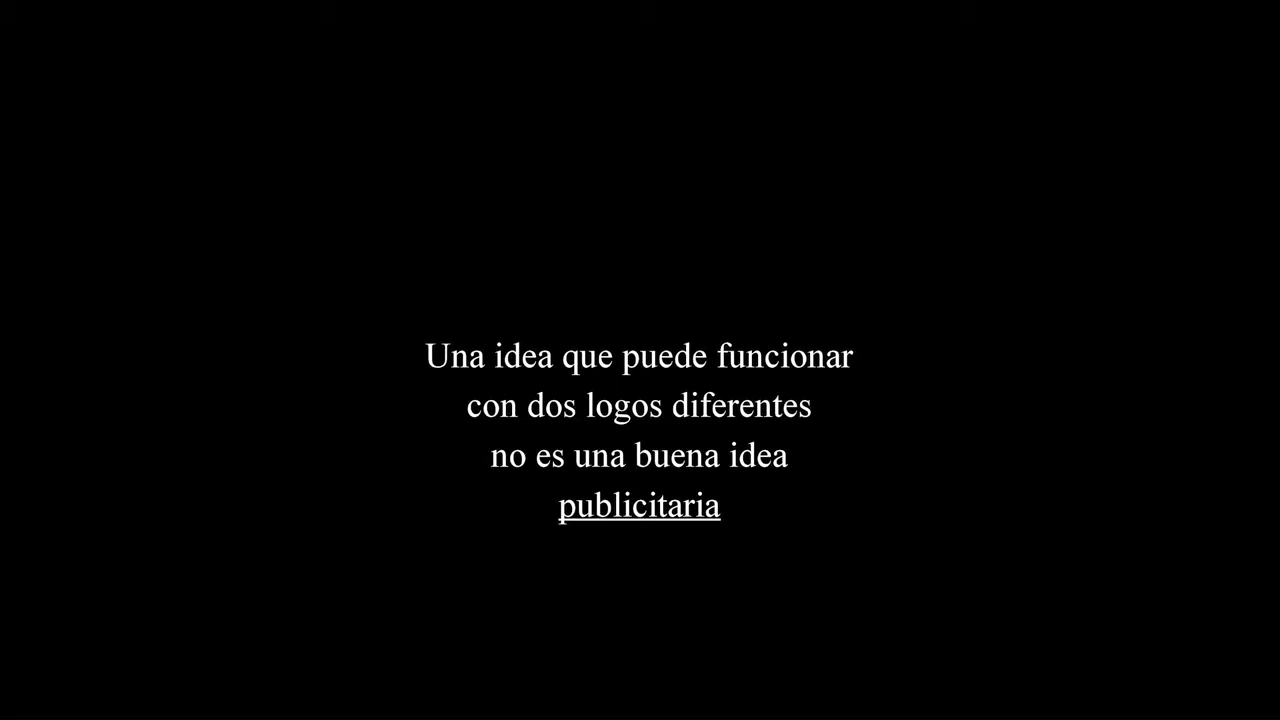 Una idea que puede funcionar
con dos logos diferentes
no es una buena idea
publicitaria